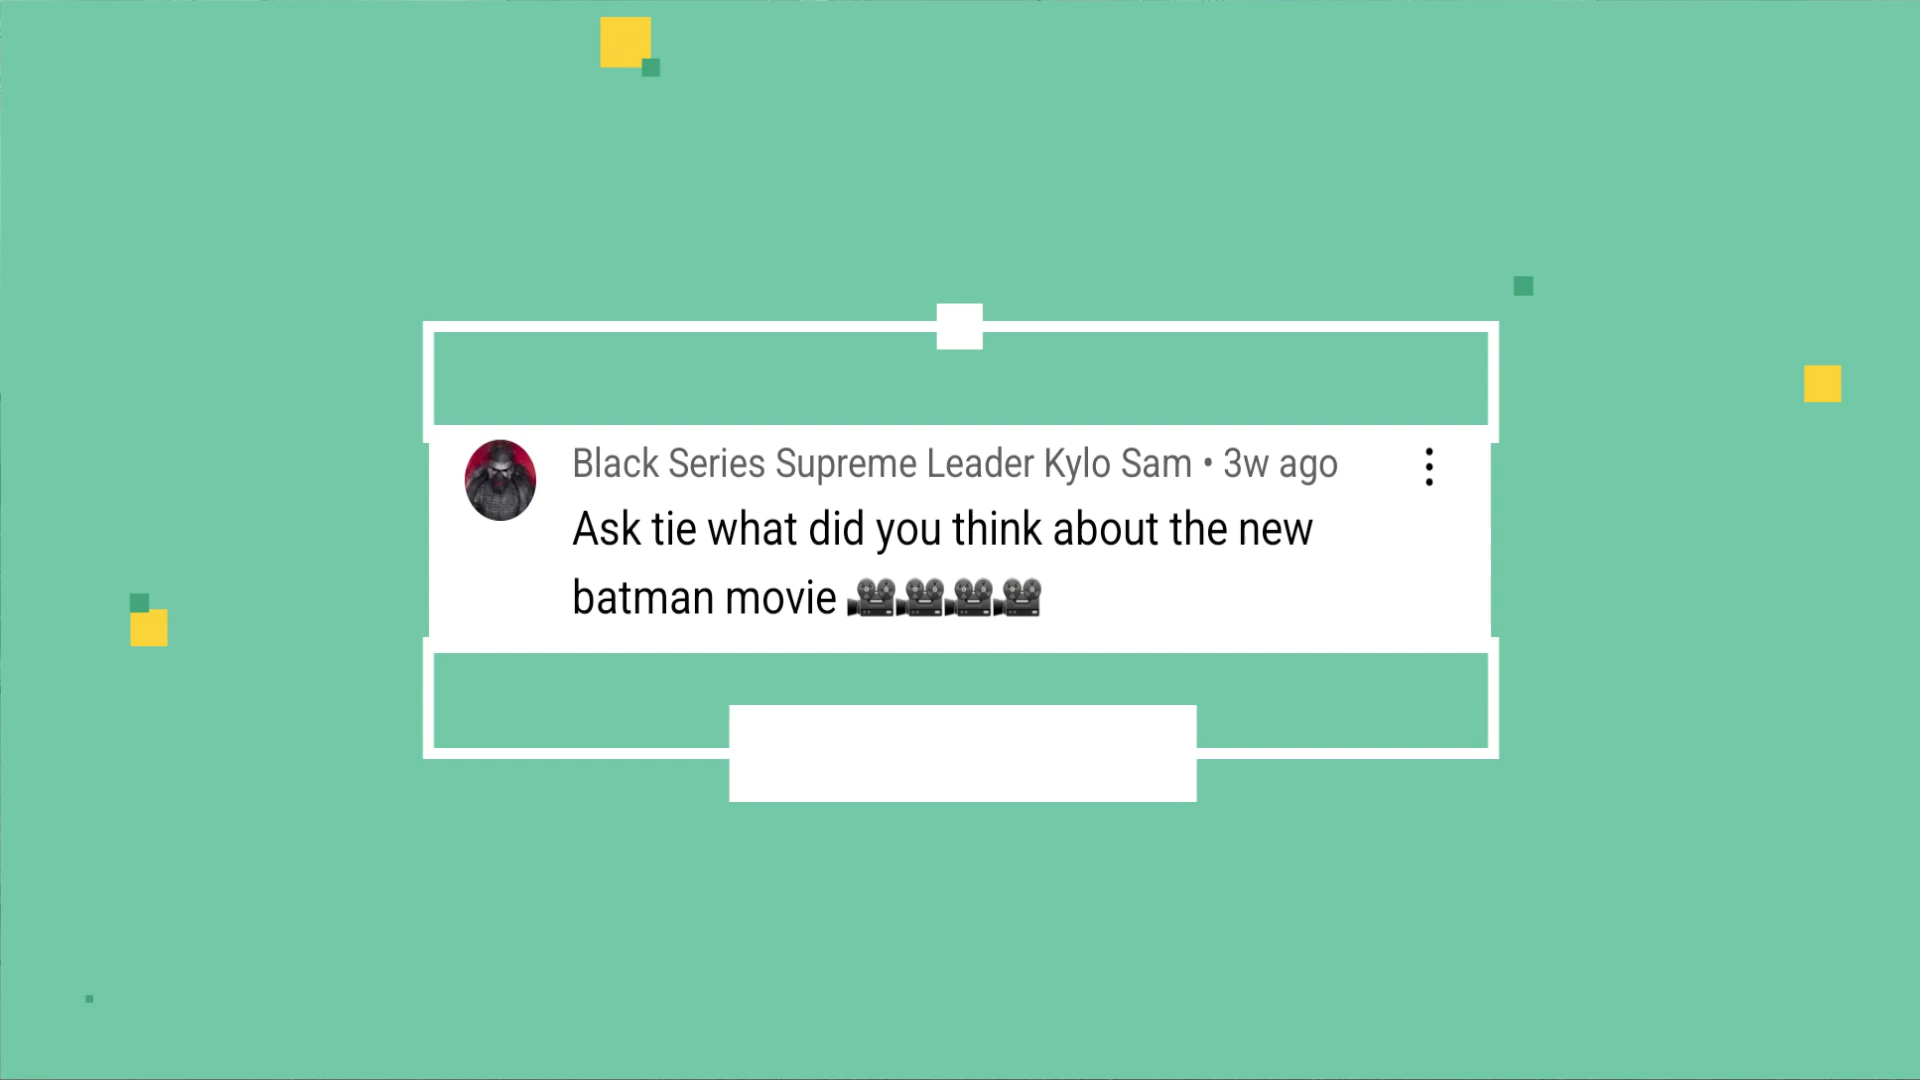 Black Series Supreme Leader Kylo Sam • 3w ago
Ask tie what did you think about the new
batman movie 🎥🎥🎥🎥